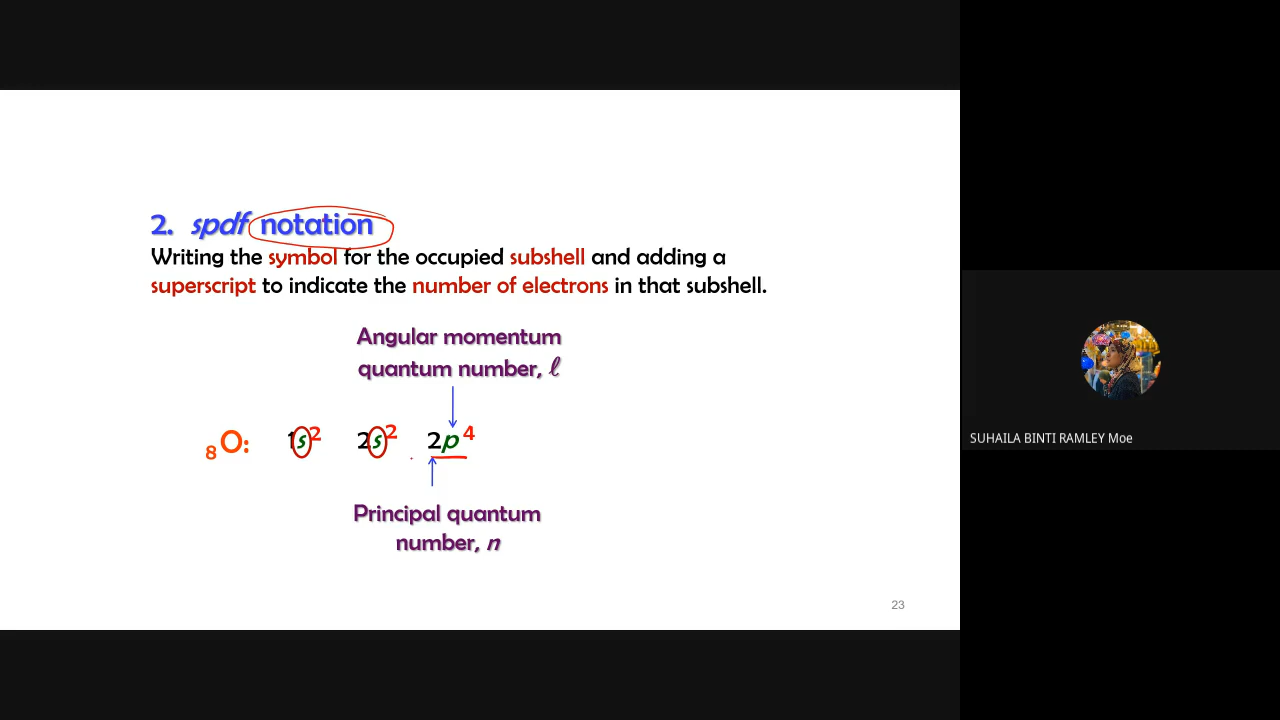 2. spdf notation
Writing the symbol for the occupied subshell and adding a
superscript to indicate the number of electrons in that subshell.
Angular momentum
quantum number, ℓ
₈O: 1s² 2s² 2p⁴
Principal quantum
number, n
23
SUHAILA BINTI RAMLEY Moe